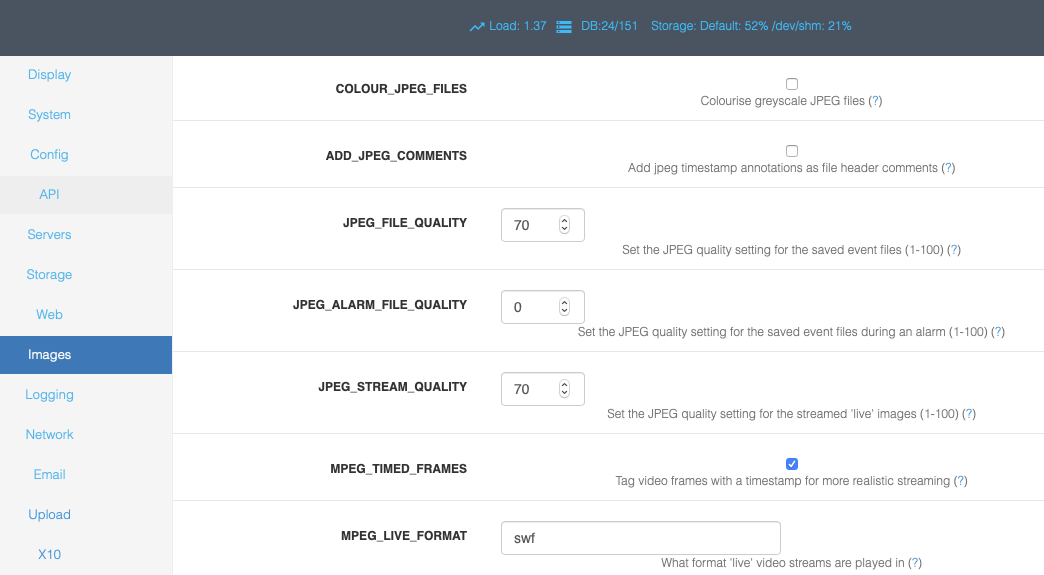 Load: 1.37 DB:24/151 Storage: Default: 52% /dev/shm: 21%
Display
System
Config
API
Servers
Storage
Web
Images
Logging
Network
Email
Upload
X10
COLOUR_JPEG_FILES
Colourise greyscale JPEG files (?)
ADD_JPEG_COMMENTS
Add jpeg timestamp annotations as file header comments (?)
JPEG_FILE_QUALITY 70
Set the JPEG quality setting for the saved event files (1-100) (?)
JPEG_ALARM_FILE_QUALITY 0
Set the JPEG quality setting for the saved event files during an alarm (1-100) (?)
JPEG_STREAM_QUALITY 70
Set the JPEG quality setting for the streamed 'live' images (1-100) (?)
MPEG_TIMED_FRAMES
Tag video frames with a timestamp for more realistic streaming (?)
MPEG_LIVE_FORMAT swf
What format 'live' video streams are played in (?)